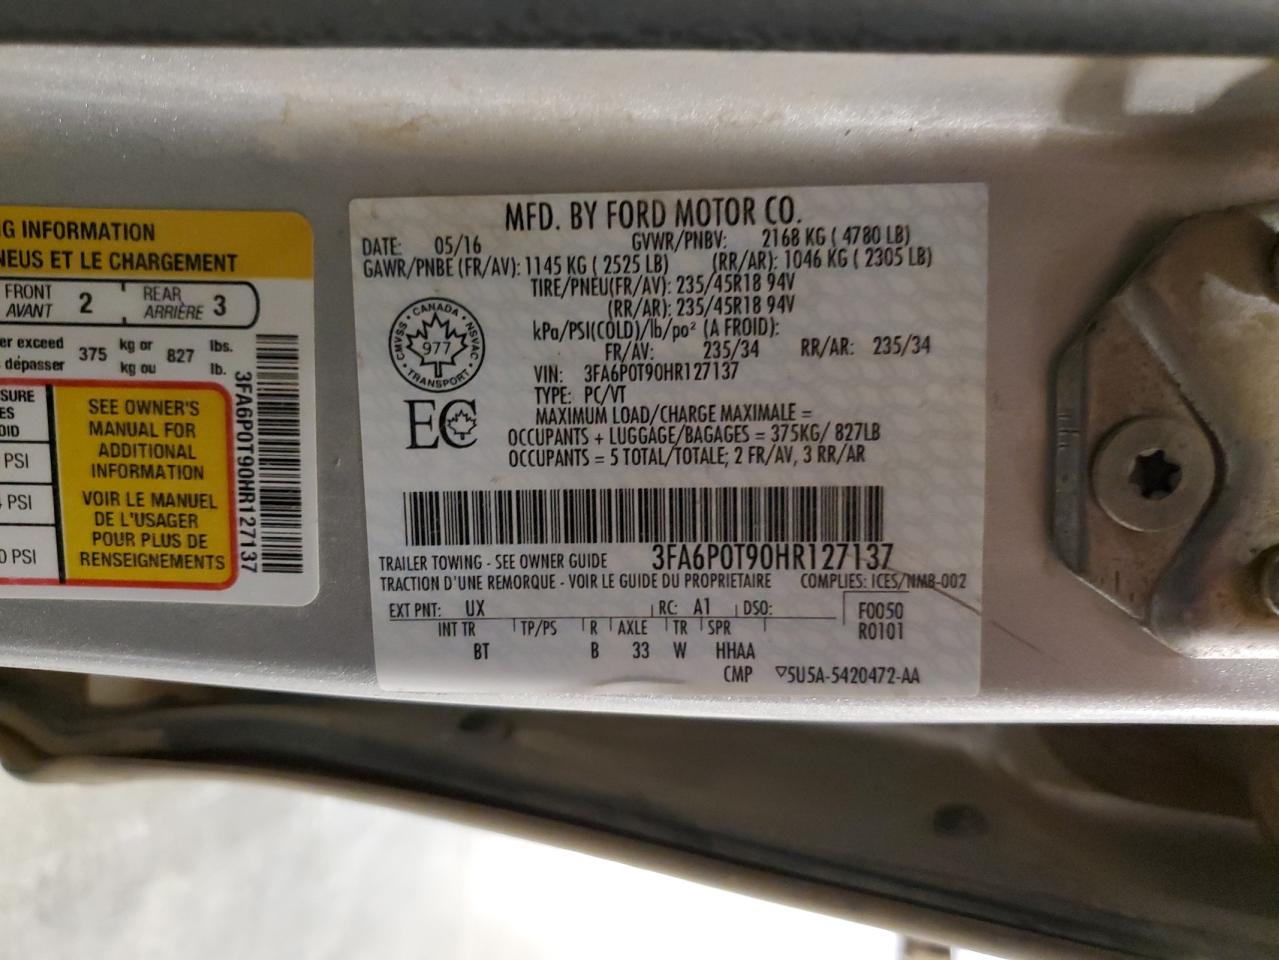 NG INFORMATION
NEUS ET LE CHARGEMENT
FRONT
AVANT
2
REAR
ARRIÈRE
3
er exceed
dépasser
375
kg or
kg ou
827
lbs.
lb.
SURE
ES
OID
PSI
4 PSI
0 PSI
SEE OWNER'S
MANUAL FOR
ADDITIONAL
INFORMATION
VOIR LE MANUEL
DE L'USAGER
POUR PLUS DE
RENSEIGNEMENTS
3FA6P0T90HR127137
MFD. BY FORD MOTOR CO.
DATE: 05/16 GVWR/PNBV: 2168 KG ( 4780 LB)
GAWR/PNBE (FR/AV): 1145 KG ( 2525 LB) (RR/AR): 1046 KG ( 2305 LB)
TIRE/PNEU(FR/AV): 235/45R18 94V
(RR/AR): 235/45R18 94V
kPa/PSI(COLD)/lb/po² (A FROID):
FR/AV: 235/34 RR/AR: 235/34
VIN: 3FA6P0T90HR127137
TYPE: PC/VT
CANADA
CMVSS
NSVAC
977
TRANSPORT
EC
MAXIMUM LOAD/CHARGE MAXIMALE =
OCCUPANTS + LUGGAGE/BAGAGES = 375KG/ 827LB
OCCUPANTS = 5 TOTAL/TOTALE; 2 FR/AV, 3 RR/AR
TRAILER TOWING - SEE OWNER GUIDE 3FA6P0T90HR127137
TRACTION D'UNE REMORQUE - VOIR LE GUIDE DU PROPRIETAIRE COMPLIES: ICES/NMB-002
EXT PNT: UX RC: A1 DSO: F0050
INT TR TP/PS R AXLE TR SPR R0101
BT B 33 W HHAA
CMP ▽5U5A-5420472-AA